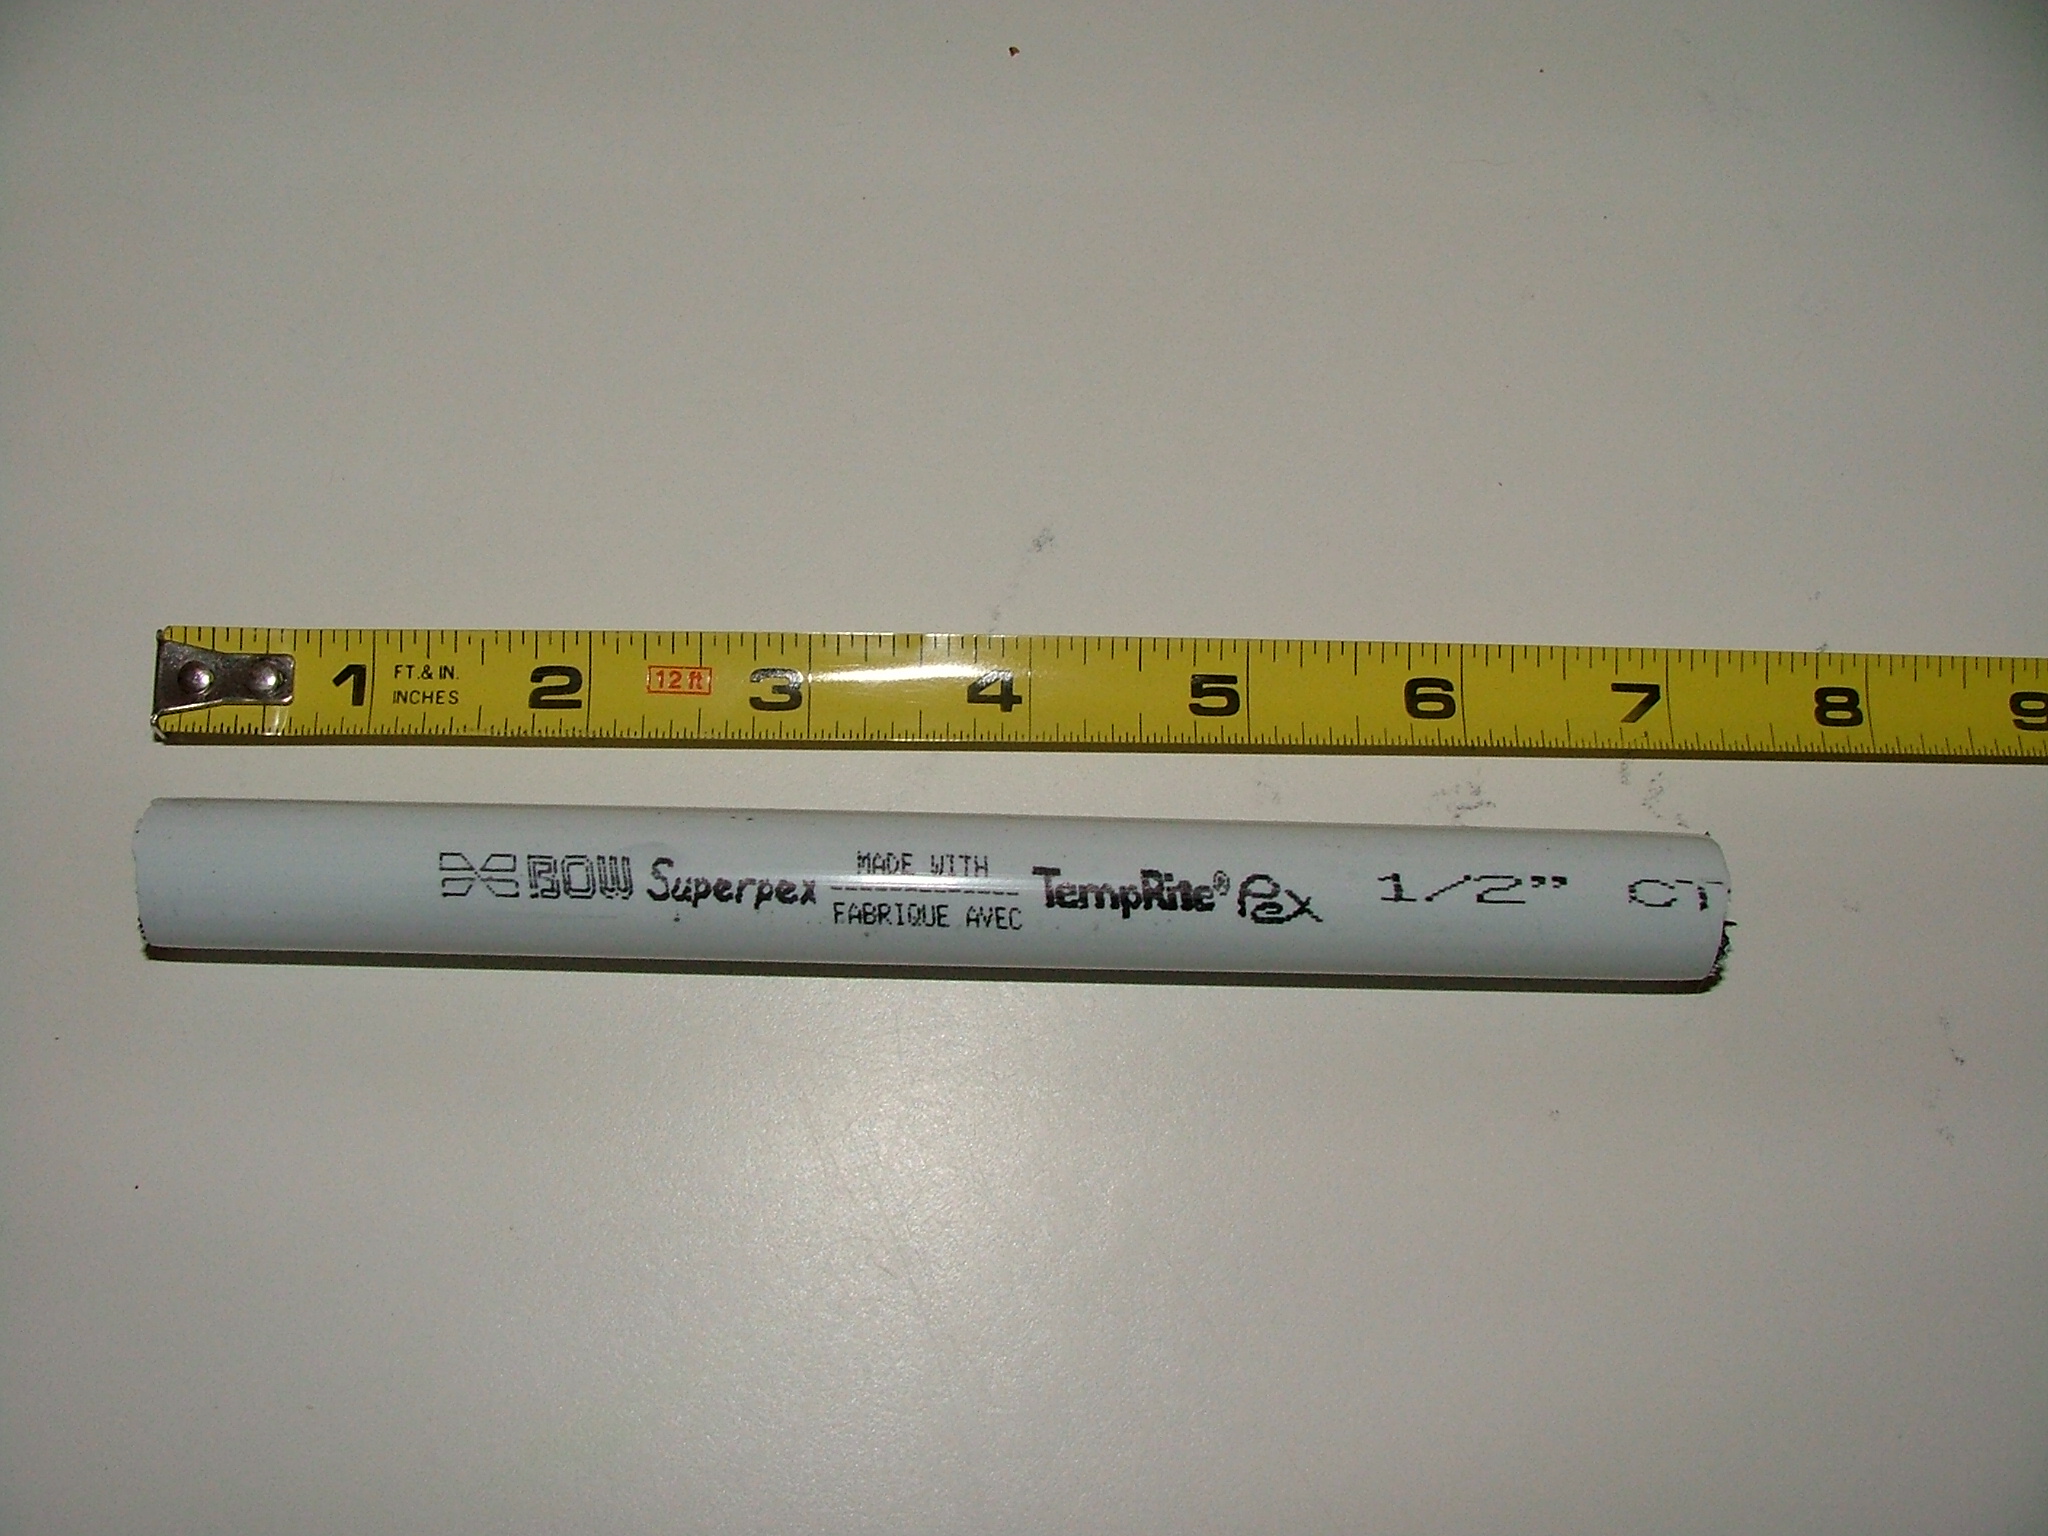 1 FT.& IN. 2 12 ft 3 4 5 6 7 8 9
INCHES
BOW Superpex MADE WITH TempRite® Pex 1/2" CT
FABRIQUE AVEC